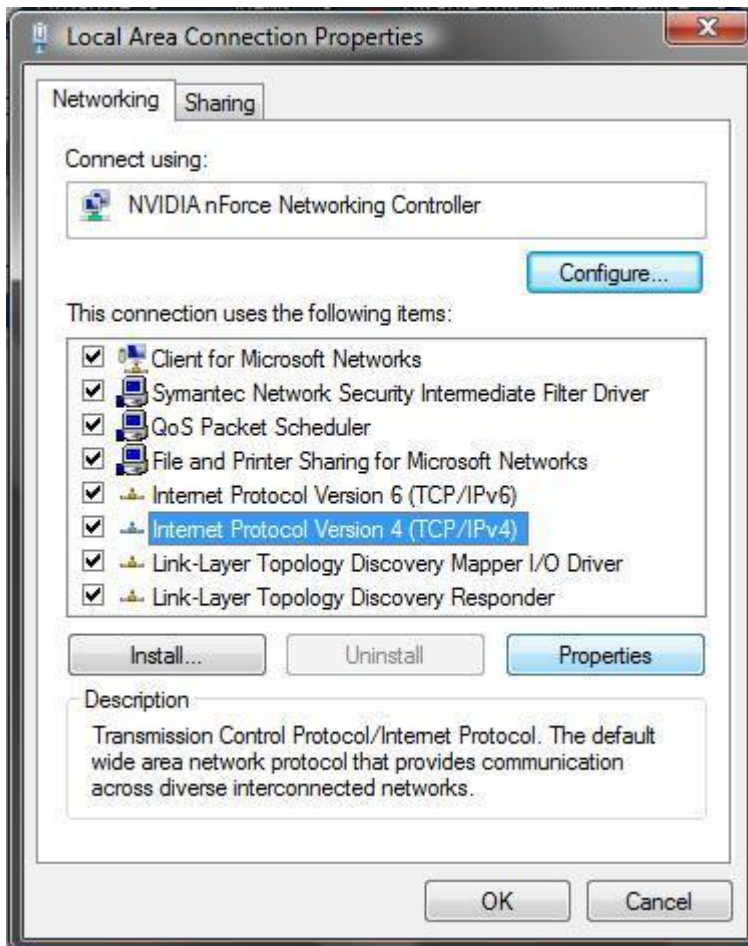 Local Area Connection Properties
Networking
Sharing
Connect using:
NVIDIA nForce Networking Controller
Configure...
This connection uses the following items:
Client for Microsoft Networks
Symantec Network Security Intermediate Filter Driver
QoS Packet Scheduler
File and Printer Sharing for Microsoft Networks
Internet Protocol Version 6 (TCP/IPv6)
Internet Protocol Version 4 (TCP/IPv4)
Link-Layer Topology Discovery Mapper I/O Driver
Link-Layer Topology Discovery Responder
Install...
Uninstall
Properties
Description
Transmission Control Protocol/Internet Protocol. The default
wide area network protocol that provides communication
across diverse interconnected networks.
OK
Cancel